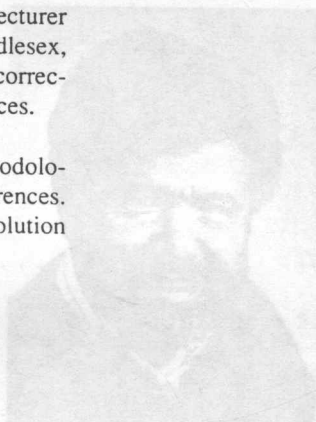 ecturer
dlesex,
correc-
ces.
odolo-
rences.
olution